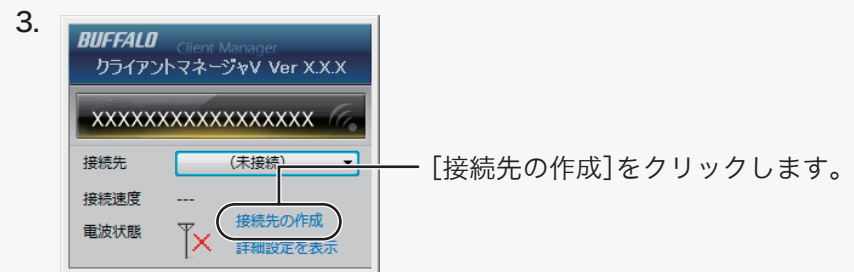 3.
BUFFALO Client Manager
クライアントマネージャV Ver X.X.X
XXXXXXXXXXXXXXXXX
接続先 (未接続)
[接続先の作成]をクリックします。
接続速度 ---
接続先の作成
電波状態
詳細設定を表示